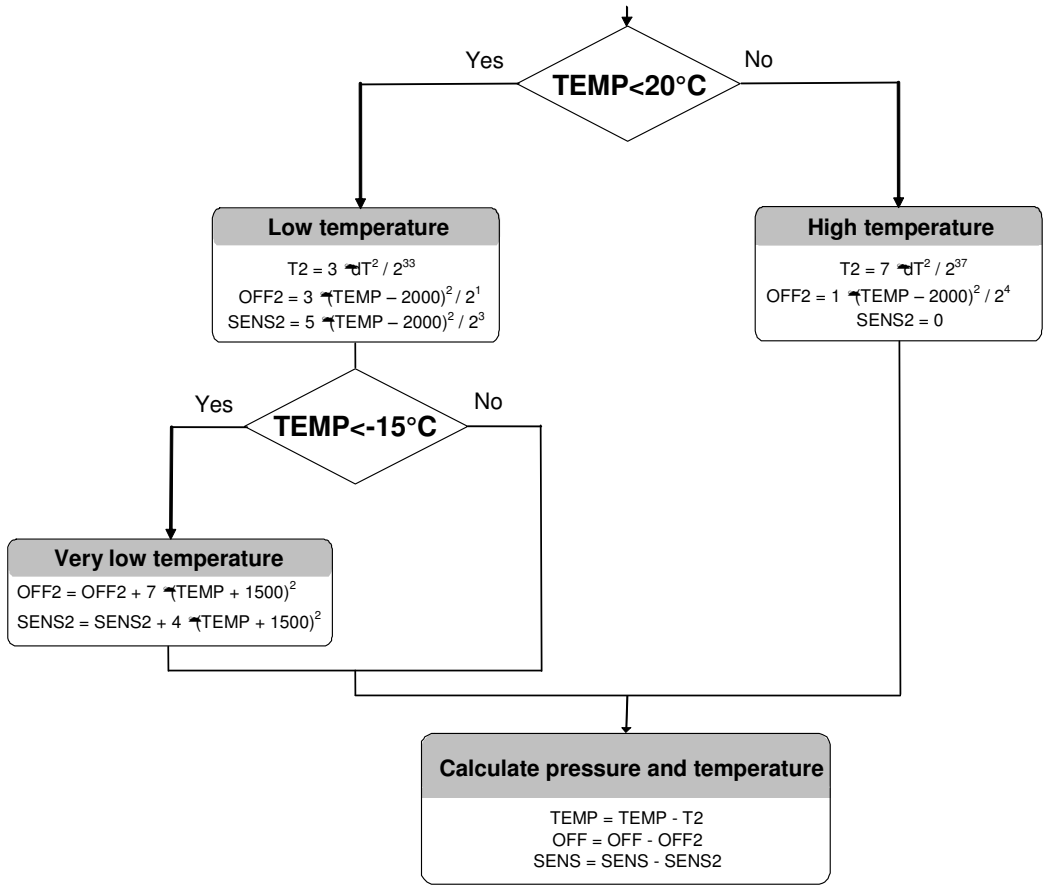 Yes
No
TEMP<20°C
Low temperature
T2 = 3 dT² / 2³³
OFF2 = 3 (TEMP – 2000)² / 2¹
SENS2 = 5 (TEMP – 2000)² / 2³
High temperature
T2 = 7 dT² / 2³⁷
OFF2 = 1 (TEMP – 2000)² / 2⁴
SENS2 = 0
Yes
No
TEMP<-15°C
Very low temperature
OFF2 = OFF2 + 7 (TEMP + 1500)²
SENS2 = SENS2 + 4 (TEMP + 1500)²
Calculate pressure and temperature
TEMP = TEMP - T2
OFF = OFF - OFF2
SENS = SENS - SENS2